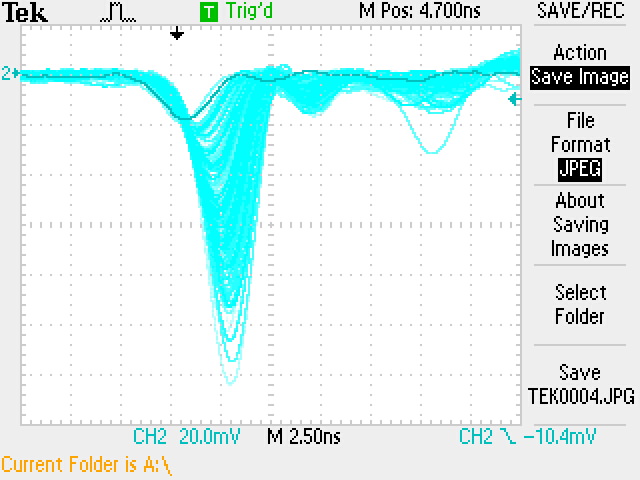 Tek T Trig'd M Pos: 4.700ns SAVE/REC
Action
Save Image
2
File
Format
JPEG
About
Saving
Images
Select
Folder
Save
TEK0004.JPG
CH2 20.0mV M 2.50ns CH2 \ -10.4mV
Current Folder is A:\